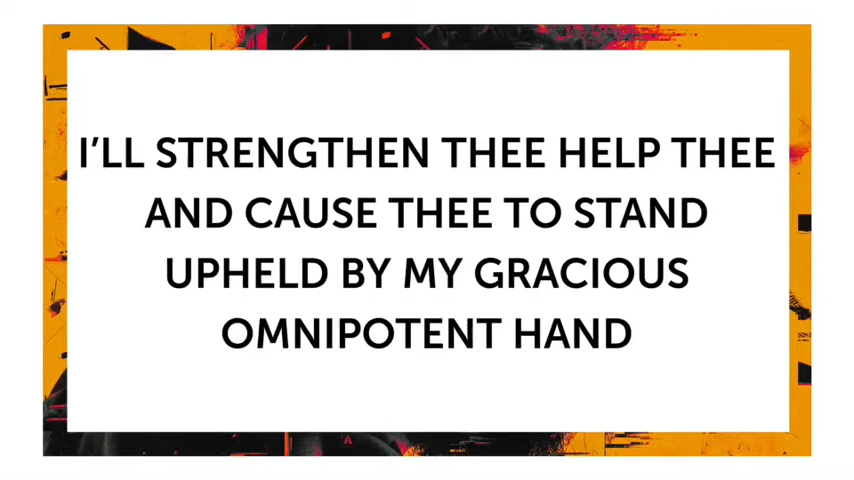 I’LL STRENGTHEN THEE HELP THEE
AND CAUSE THEE TO STAND
UPHELD BY MY GRACIOUS
OMNIPOTENT HAND